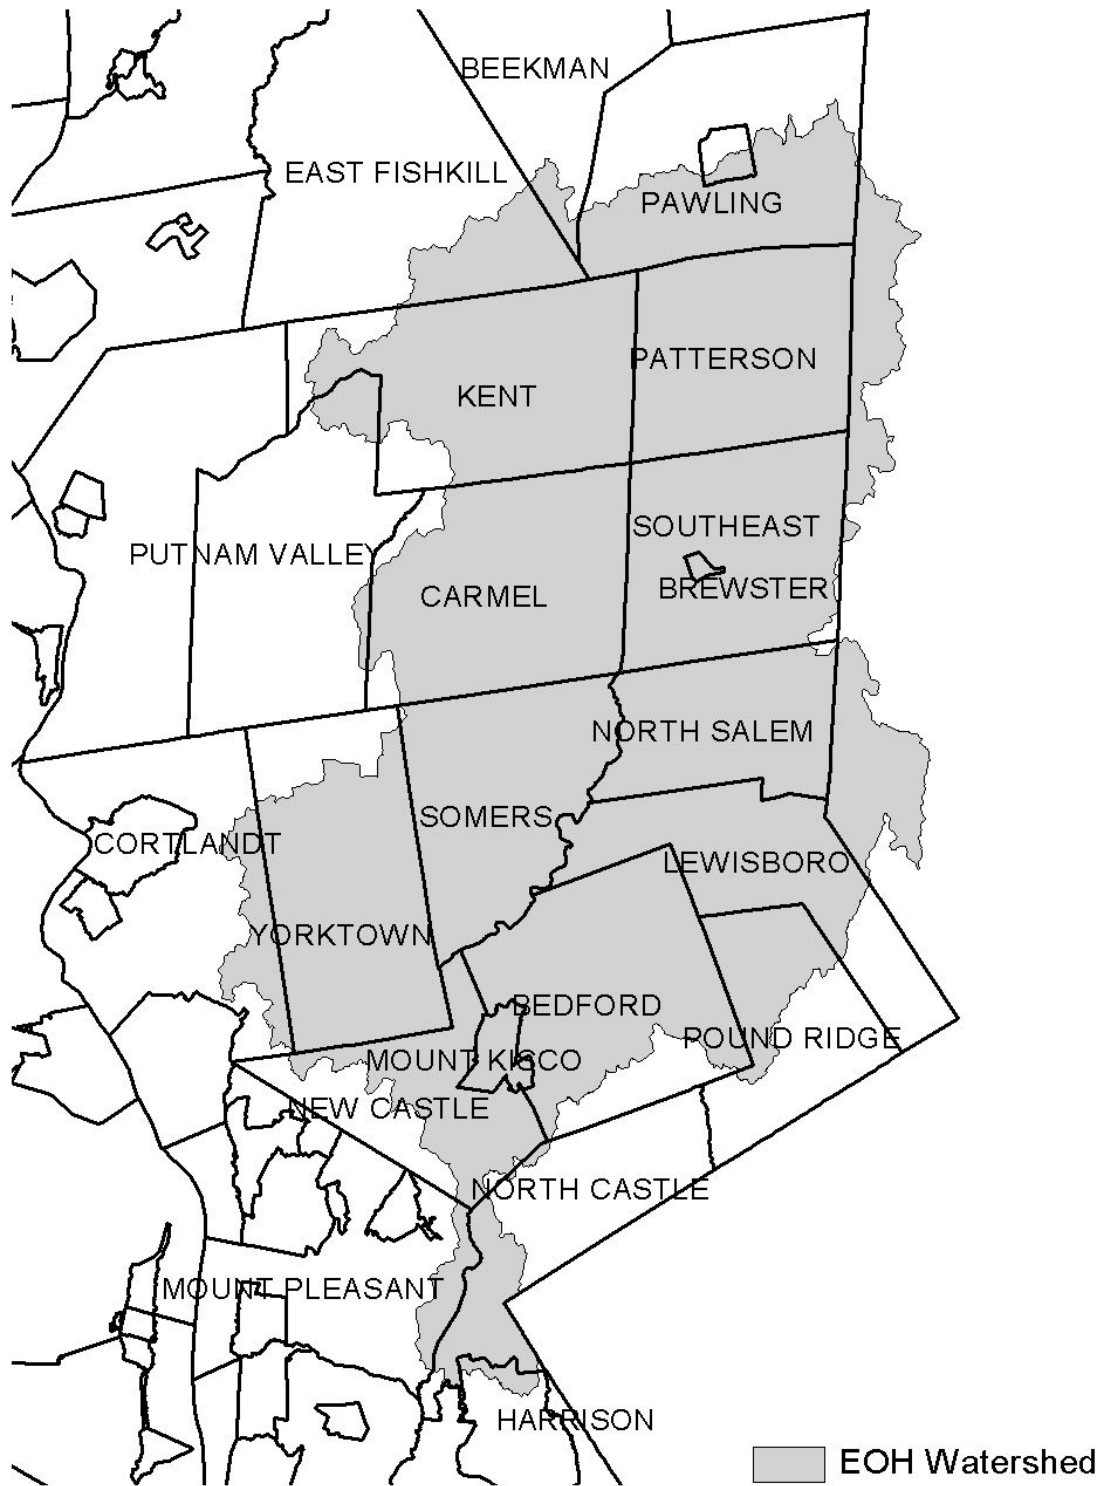 BEEKMAN
EAST FISHKILL
PAWLING
PATTERSON
KENT
SOUTHEAST
PUTNAM VALLEY
BREWSTER
CARMEL
NORTH SALEM
SOMERS
CORTLANDT
LEWISBORO
YORKTOWN
BEDFORD
POUND RIDGE
MOUNT KISCO
NEW CASTLE
NORTH CASTLE
MOUNT PLEASANT
HARRISON
EOH Watershed